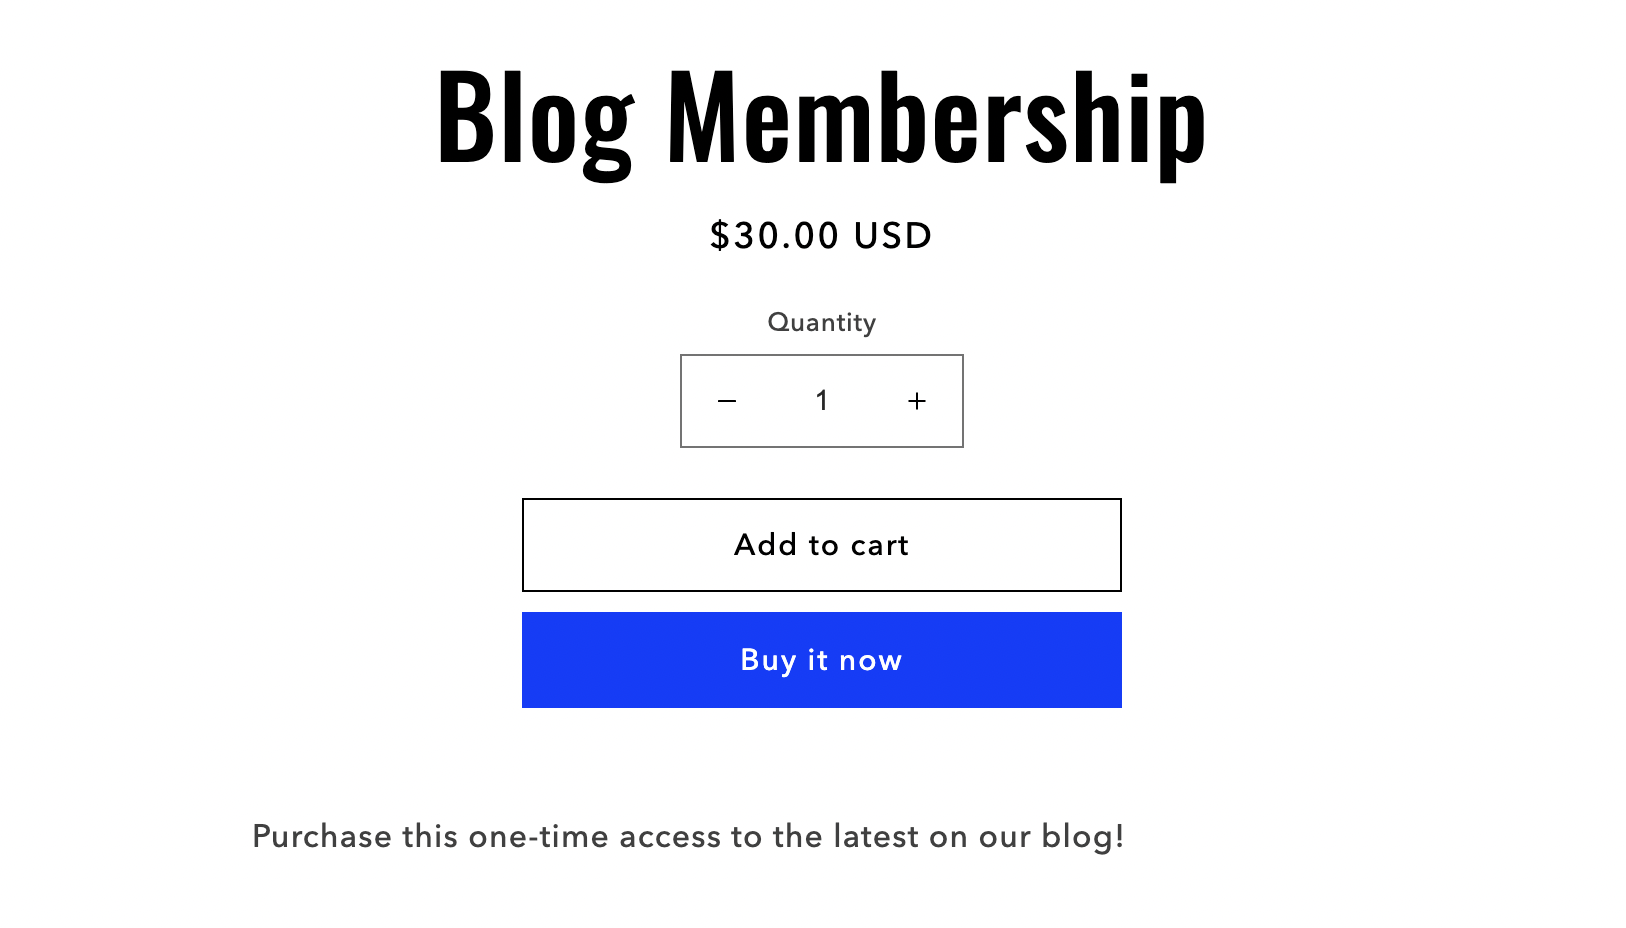 Blog Membership
$30.00 USD
Quantity
− 1 +
Add to cart
Buy it now
Purchase this one-time access to the latest on our blog!